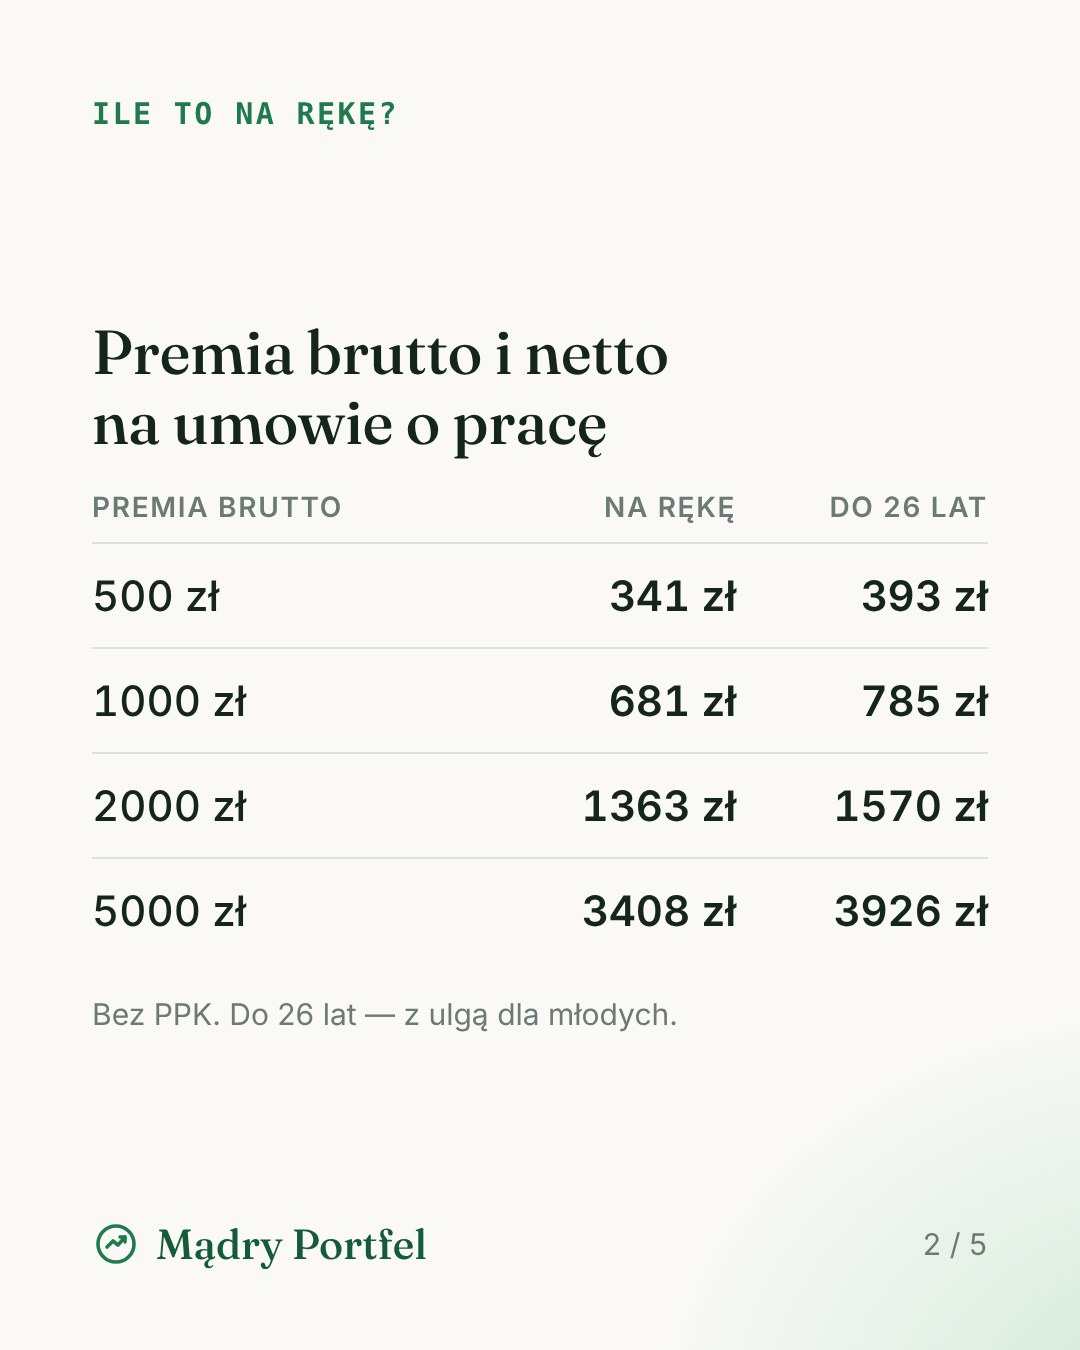 ILE TO NA RĘKĘ?
Premia brutto i netto
na umowie o pracę
PREMIA BRUTTO NA RĘKĘ DO 26 LAT
500 zł 341 zł 393 zł
1000 zł 681 zł 785 zł
2000 zł 1363 zł 1570 zł
5000 zł 3408 zł 3926 zł
Bez PPK. Do 26 lat — z ulgą dla młodych.
Mądry Portfel 2 / 5